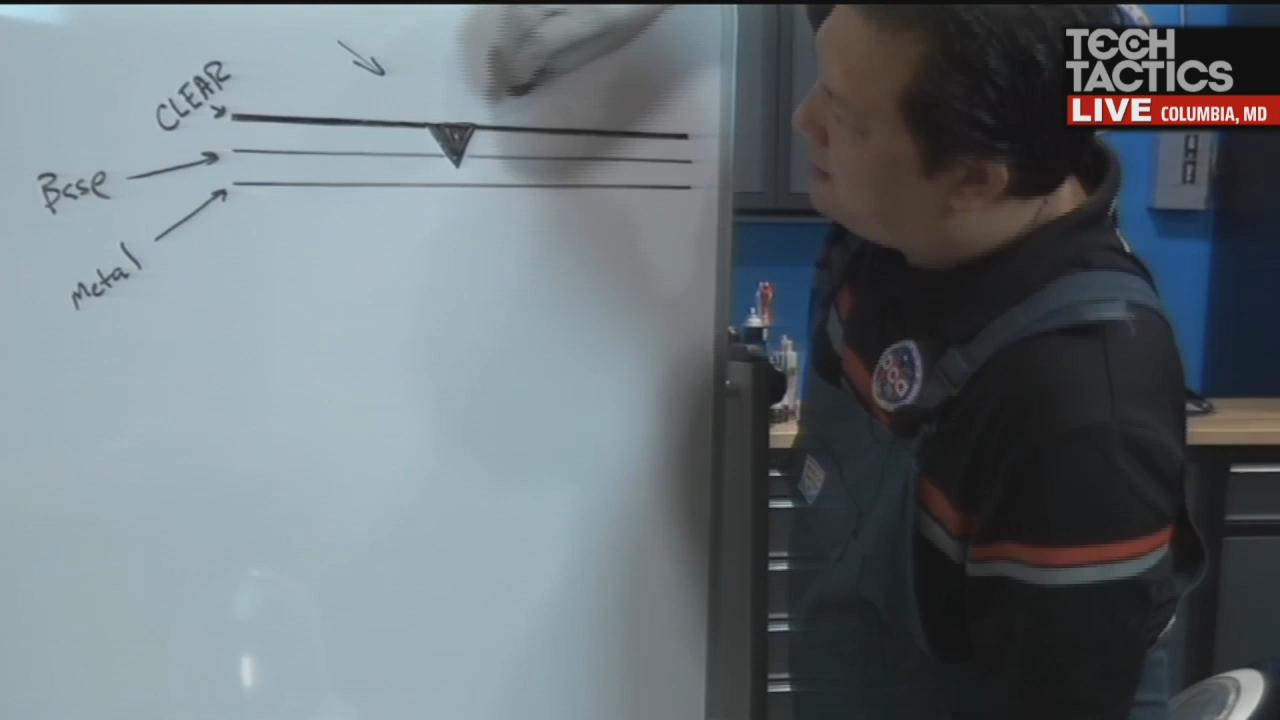 TECH
TACTICS
LIVE COLUMBIA, MD
CLEAR
Base
Metal